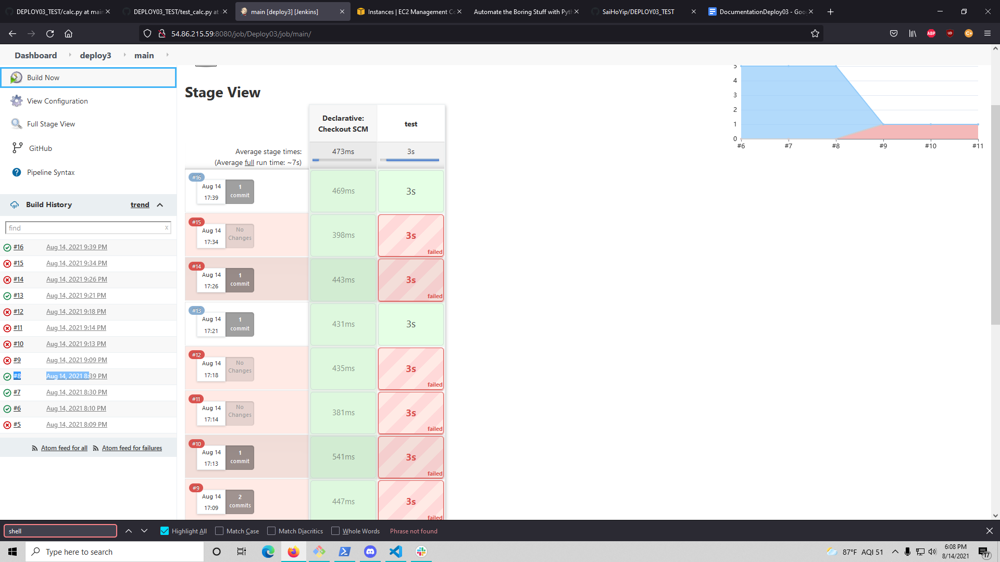 DEPLOY03_TEST/calc.py at main
DEPLOY03_TEST/test_calc.py at
main [deploy3] [Jenkins]
Instances | EC2 Management Co
Automate the Boring Stuff with Pyth
SaiHoYip/DEPLOY03_TEST
DocumentationDeploy03 - Goo
54.86.215.59:8080/job/Deploy03/job/main/
ABP
UD
C+
Dashboard
deploy3
main
Build Now
View Configuration
Full Stage View
GitHub
Pipeline Syntax
Build History
trend
find
x
#16 Aug 14, 2021 9:39 PM
#15 Aug 14, 2021 9:34 PM
#14 Aug 14, 2021 9:26 PM
#13 Aug 14, 2021 9:21 PM
#12 Aug 14, 2021 9:18 PM
#11 Aug 14, 2021 9:14 PM
#10 Aug 14, 2021 9:13 PM
#9 Aug 14, 2021 9:09 PM
#8 Aug 14, 2021 8:39 PM
#7 Aug 14, 2021 8:30 PM
#6 Aug 14, 2021 8:10 PM
#5 Aug 14, 2021 8:09 PM
Atom feed for all
Atom feed for failures
Stage View
Declarative:
Checkout SCM
test
Average stage times:
(Average full run time: ~7s)
473ms
3s
#16
Aug 14
17:39
1
commit
469ms
3s
#15
Aug 14
17:34
No
Changes
398ms
3s
failed
#14
Aug 14
17:26
1
commit
443ms
3s
failed
#13
Aug 14
17:21
1
commit
431ms
3s
#12
Aug 14
17:18
No
Changes
435ms
3s
failed
#11
Aug 14
17:14
No
Changes
381ms
3s
failed
#10
Aug 14
17:13
1
commit
541ms
3s
failed
#9
Aug 14
17:09
2
commits
447ms
3s
failed
5
4
3
2
1
0
#6
#7
#8
#9
#10
#11
shell
Highlight All
Match Case
Match Diacritics
Whole Words
Phrase not found
Type here to search
87°F AQI 51
6:08 PM
8/14/2021
17